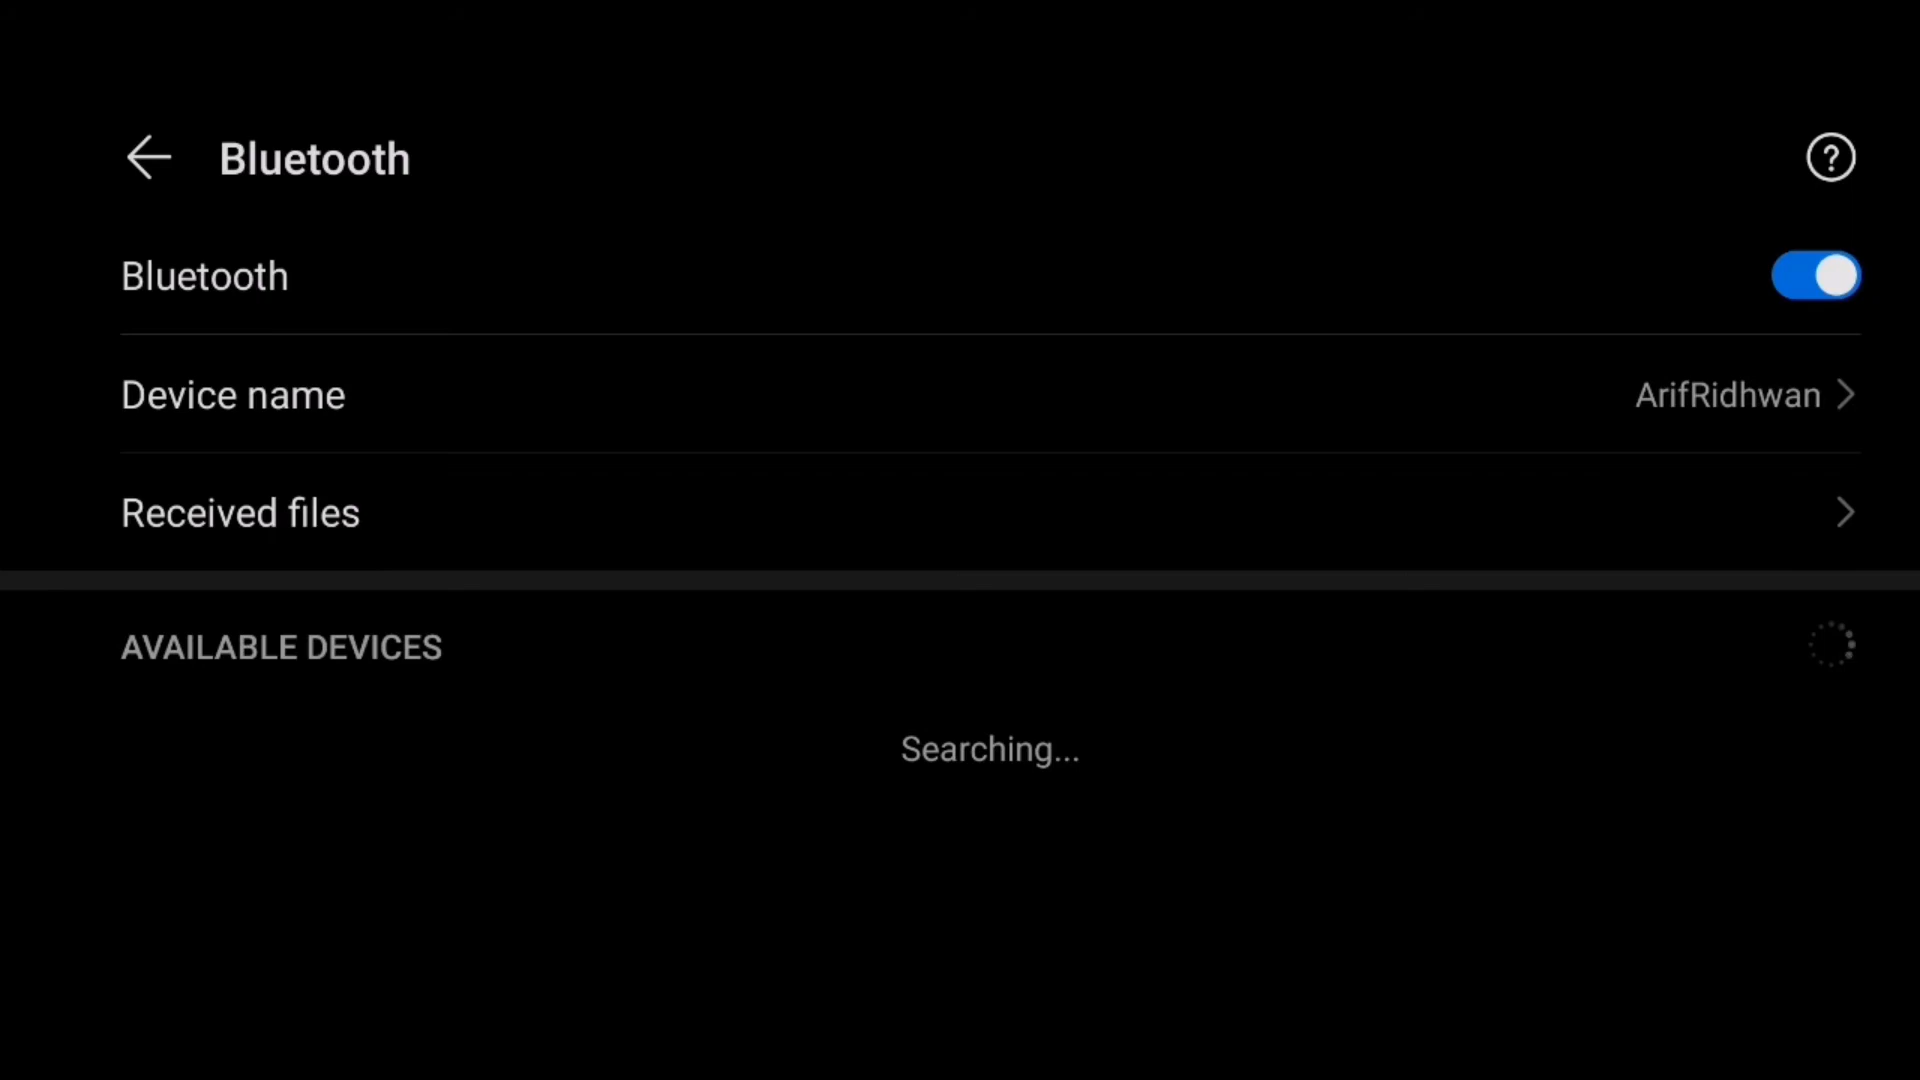 Bluetooth
?
Bluetooth
Device name ArifRidhwan
Received files
AVAILABLE DEVICES
Searching...